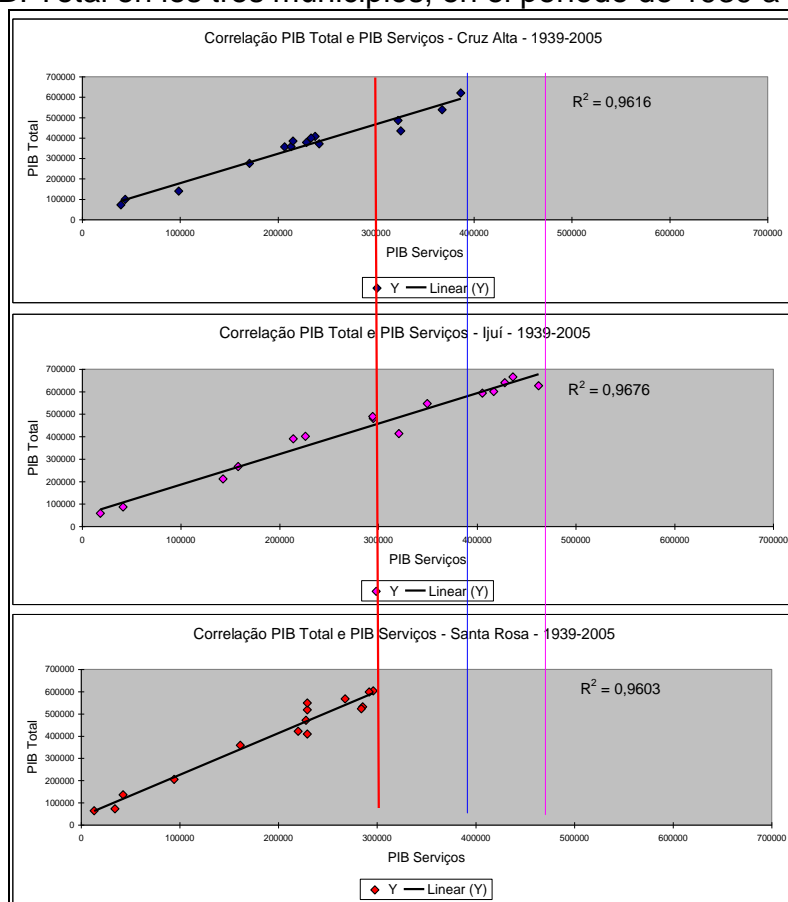 Total en los tres municipios, en el período de
Correlação PIB Total e PIB Serviços - Cruz Alta - 1939-2005
R² = 0,9616
PIB Total
700000
600000
500000
400000
300000
200000
100000
0
0 100000 200000 300000 400000 500000 600000 700000
PIB Serviços
Y Linear (Y)
Correlação PIB Total e PIB Serviços - Ijuí - 1939-2005
R² = 0,9676
PIB Total
700000
600000
500000
400000
300000
200000
100000
0
0 100000 200000 300000 400000 500000 600000 700000
PIB Serviços
Y Linear (Y)
Correlação PIB Total e PIB Serviços - Santa Rosa - 1939-2005
R² = 0,9603
PIB Total
700000
600000
500000
400000
300000
200000
100000
0
0 100000 200000 300000 400000 500000 600000 700000
PIB Serviços
Y Linear (Y)